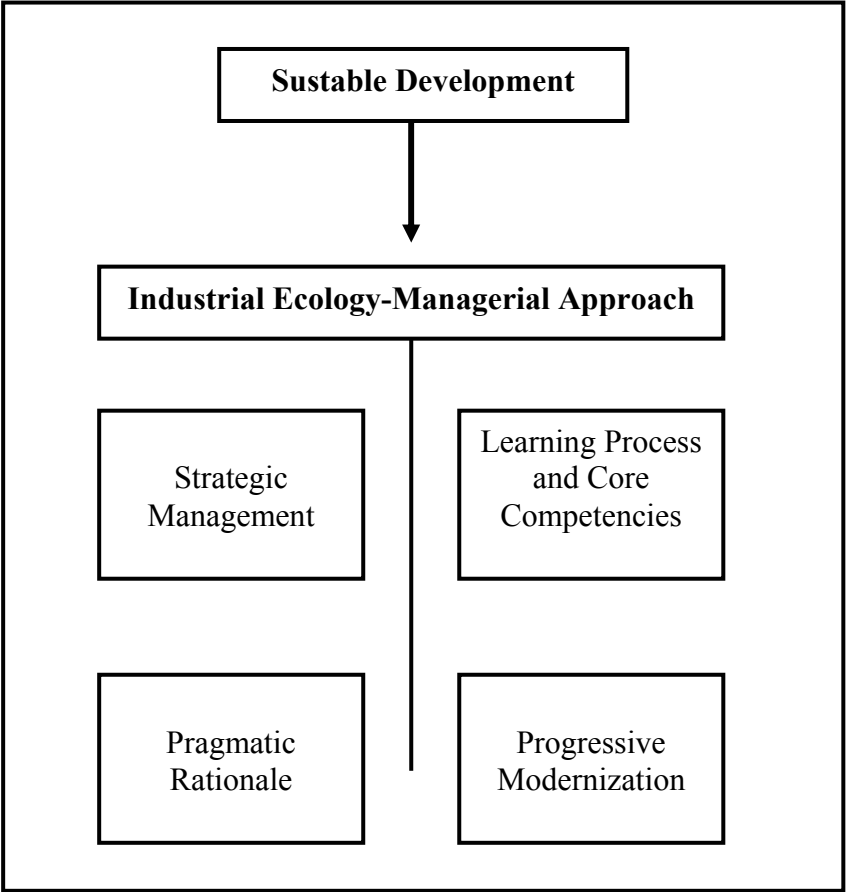 Sustable Development
Industrial Ecology-Managerial Approach
Strategic
Management
Learning Process
and Core
Competencies
Pragmatic
Rationale
Progressive
Modernization